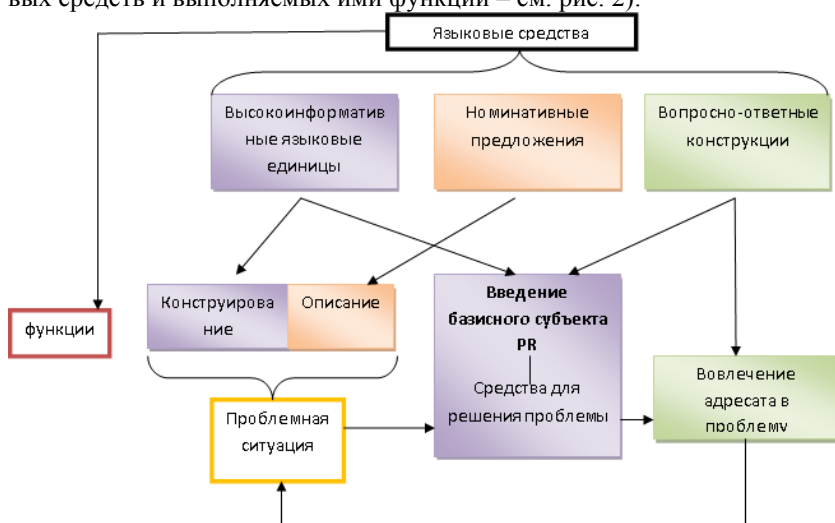 вых средств и выполняемых ими функций – см. рис. 2).
Языковые средства
Высокоинформатив
ные языковые
единицы
Номинативные
предложения
Вопросно-ответные
конструкции
Конструирова
ние
Описание
функции
Введение
базисного субъекта
PR
Средства для
решения проблемы
Вовлечение
адресата в
проблему
Проблемная
ситуация